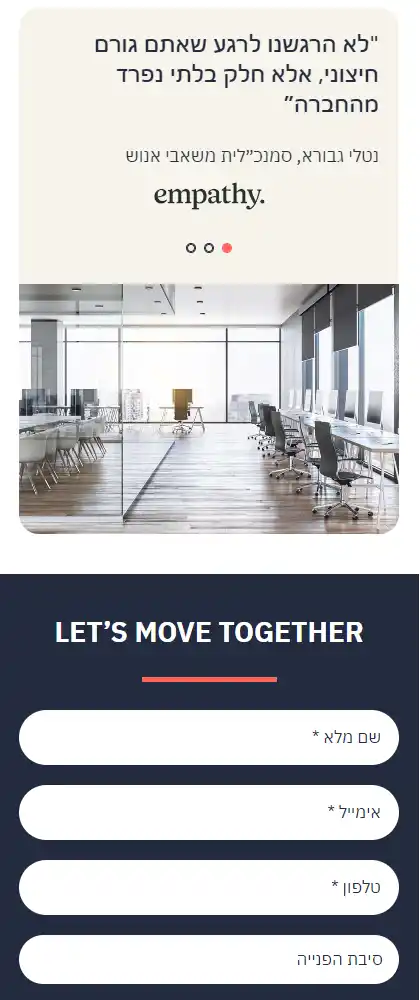 "לא הרגשנו לרגע שאתם גורם
חיצוני, אלא חלק בלתי נפרד
מהחברה”
נטלי גבורא, סמנכ”לית משאבי אנוש
empathy.
LET’S MOVE TOGETHER
שם מלא *
אימייל *
טלפון *
סיבת הפנייה